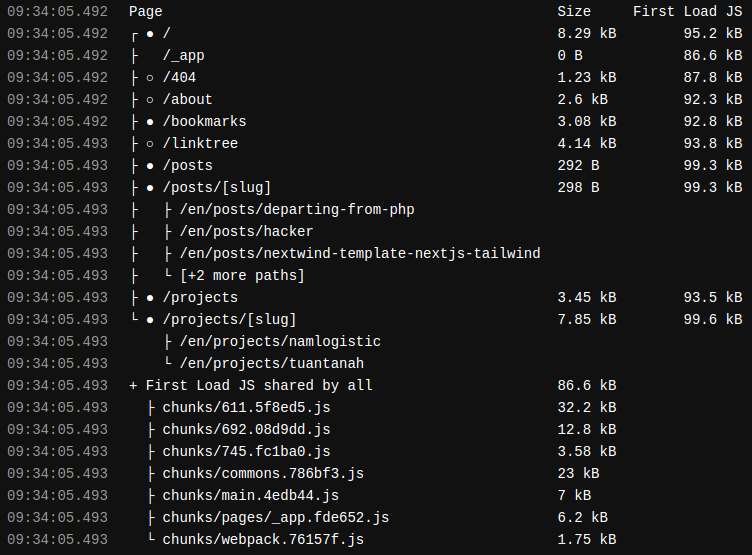 09:34:05.492 Page Size First Load JS
09:34:05.492 ┌ ● / 8.29 kB 95.2 kB
09:34:05.492 ├ /_app 0 B 86.6 kB
09:34:05.492 ├ ○ /404 1.23 kB 87.8 kB
09:34:05.492 ├ ○ /about 2.6 kB 92.3 kB
09:34:05.492 ├ ● /bookmarks 3.08 kB 92.8 kB
09:34:05.493 ├ ○ /linktree 4.14 kB 93.8 kB
09:34:05.493 ├ ● /posts 292 B 99.3 kB
09:34:05.493 ├ ● /posts/[slug] 298 B 99.3 kB
09:34:05.493 ├ ├ /en/posts/departing-from-php
09:34:05.493 ├ ├ /en/posts/hacker
09:34:05.493 ├ ├ /en/posts/nextwind-template-nextjs-tailwind
09:34:05.493 ├ └ [+2 more paths]
09:34:05.493 ├ ● /projects 3.45 kB 93.5 kB
09:34:05.493 └ ● /projects/[slug] 7.85 kB 99.6 kB
09:34:05.493 ├ /en/projects/namlogistic
09:34:05.493 └ /en/projects/tuantanah
09:34:05.493 + First Load JS shared by all 86.6 kB
09:34:05.493 ├ chunks/611.5f8ed5.js 32.2 kB
09:34:05.493 ├ chunks/692.08d9dd.js 12.8 kB
09:34:05.493 ├ chunks/745.fc1ba0.js 3.58 kB
09:34:05.493 ├ chunks/commons.786bf3.js 23 kB
09:34:05.493 ├ chunks/main.4edb44.js 7 kB
09:34:05.493 ├ chunks/pages/_app.fde652.js 6.2 kB
09:34:05.493 └ chunks/webpack.76157f.js 1.75 kB